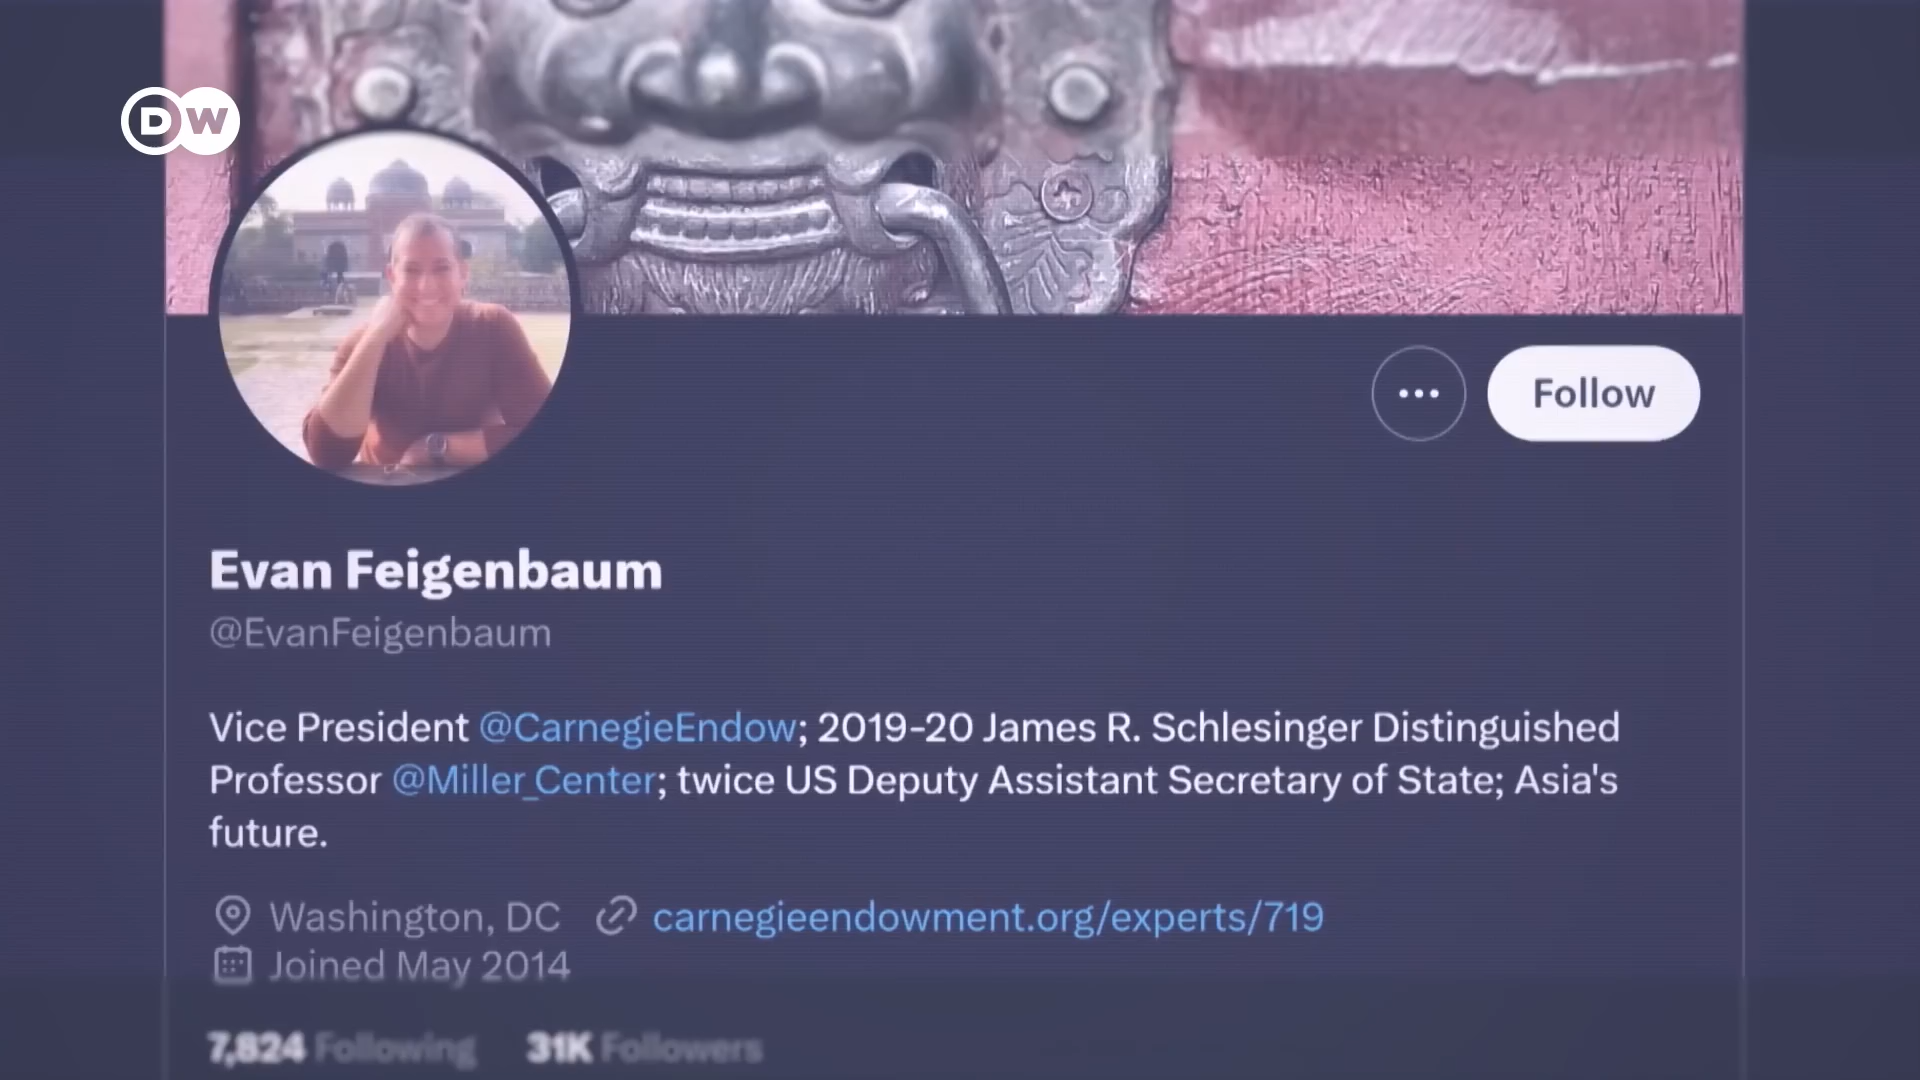 DW
Follow
Evan Feigenbaum
@EvanFeigenbaum
Vice President @CarnegieEndow; 2019-20 James R. Schlesinger Distinguished
Professor @Miller_Center; twice US Deputy Assistant Secretary of State; Asia's
future.
Washington, DC carnegieendowment.org/experts/719
Joined May 2014
7,824 Following 31K Followers